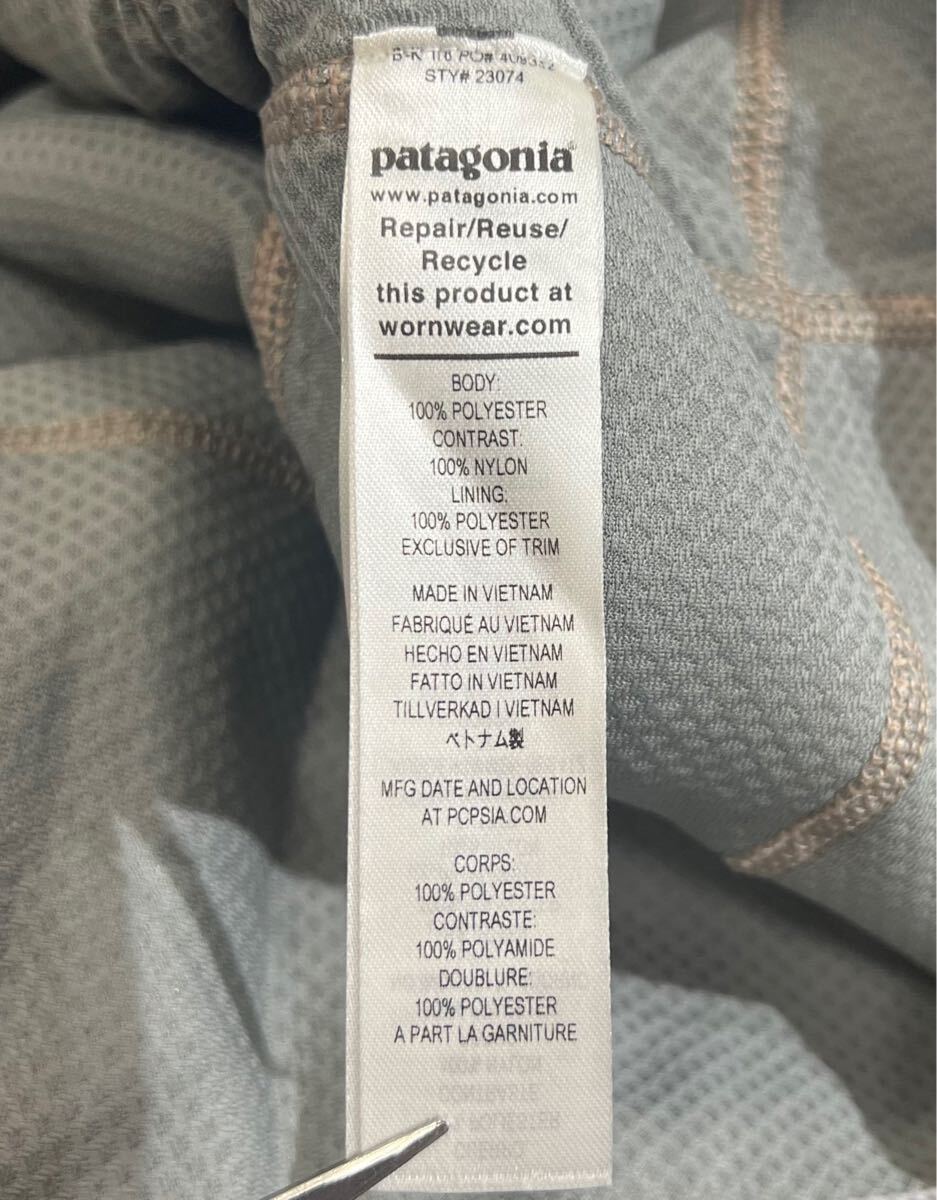 STY# 23074
patagonia®
www.patagonia.com
Repair/Reuse/
Recycle
this product at
wornwear.com
BODY:
100% POLYESTER
CONTRAST:
100% NYLON
LINING:
100% POLYESTER
EXCLUSIVE OF TRIM
MADE IN VIETNAM
FABRIQUÉ AU VIETNAM
HECHO EN VIETNAM
FATTO IN VIETNAM
TILLVERKAD I VIETNAM
ベトナム製
MFG DATE AND LOCATION
AT PCPSIA.COM
CORPS:
100% POLYESTER
CONTRASTE:
100% POLYAMIDE
DOUBLURE:
100% POLYESTER
A PART LA GARNITURE